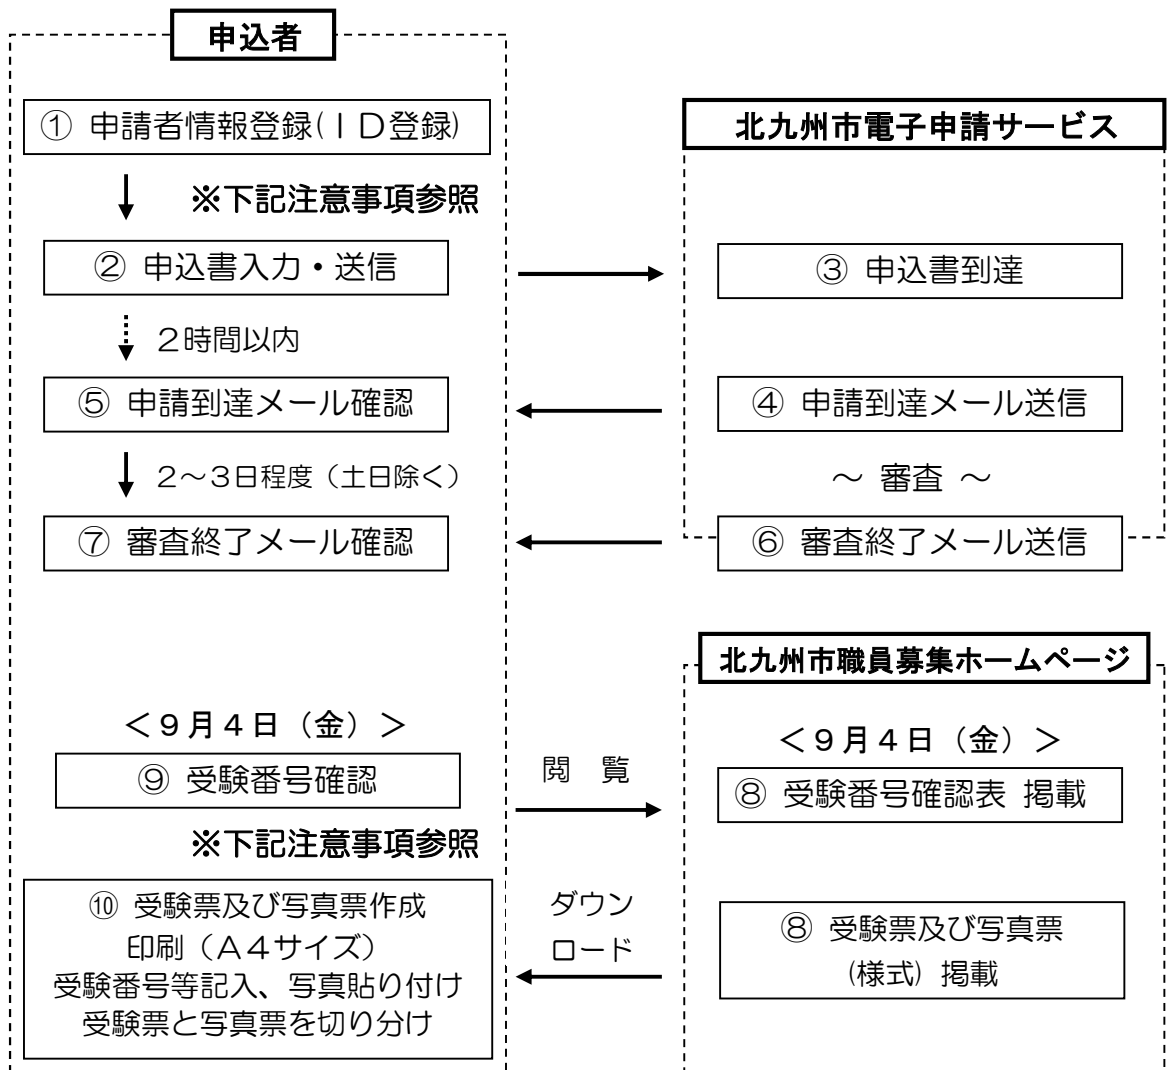 申込者
① 申請者情報登録(ＩＤ登録)
北九州市電子申請サービス
※下記注意事項参照
② 申込書入力・送信
③ 申込書到達
２時間以内
⑤ 申請到達メール確認
④ 申請到達メール送信
２～３日程度（土日除く）
～ 審査 ～
⑦ 審査終了メール確認
⑥ 審査終了メール送信
北九州市職員募集ホームページ
＜９月４日（金）＞
＜９月４日（金）＞
⑨ 受験番号確認
閲　覧
⑧ 受験番号確認表 掲載
※下記注意事項参照
⑩ 受験票及び写真票作成
印刷（Ａ４サイズ）
受験番号等記入、写真貼り付け
受験票と写真票を切り分け
ダウン
ロード
⑧ 受験票及び写真票
(様式) 掲載